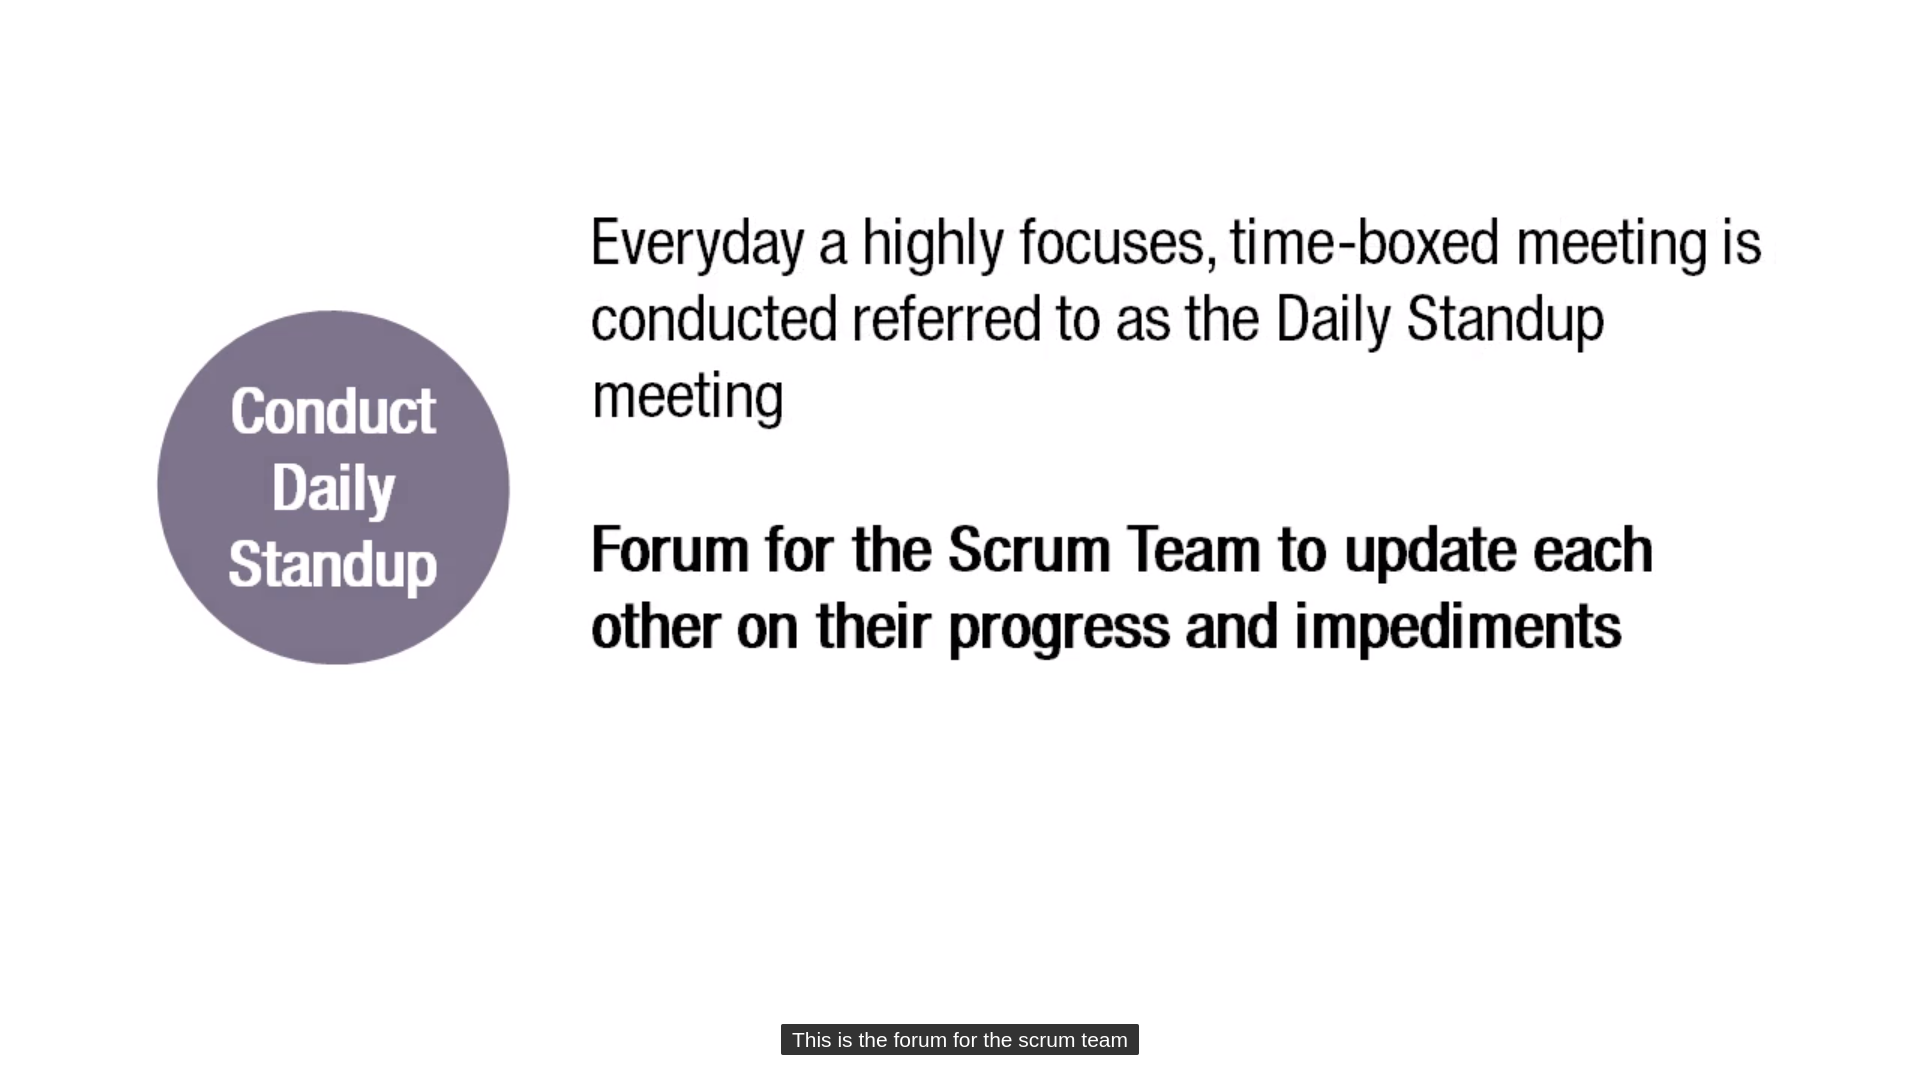 Conduct
Daily
Standup
Everyday a highly focuses, time-boxed meeting is
conducted referred to as the Daily Standup
meeting
Forum for the Scrum Team to update each
other on their progress and impediments
This is the forum for the scrum team